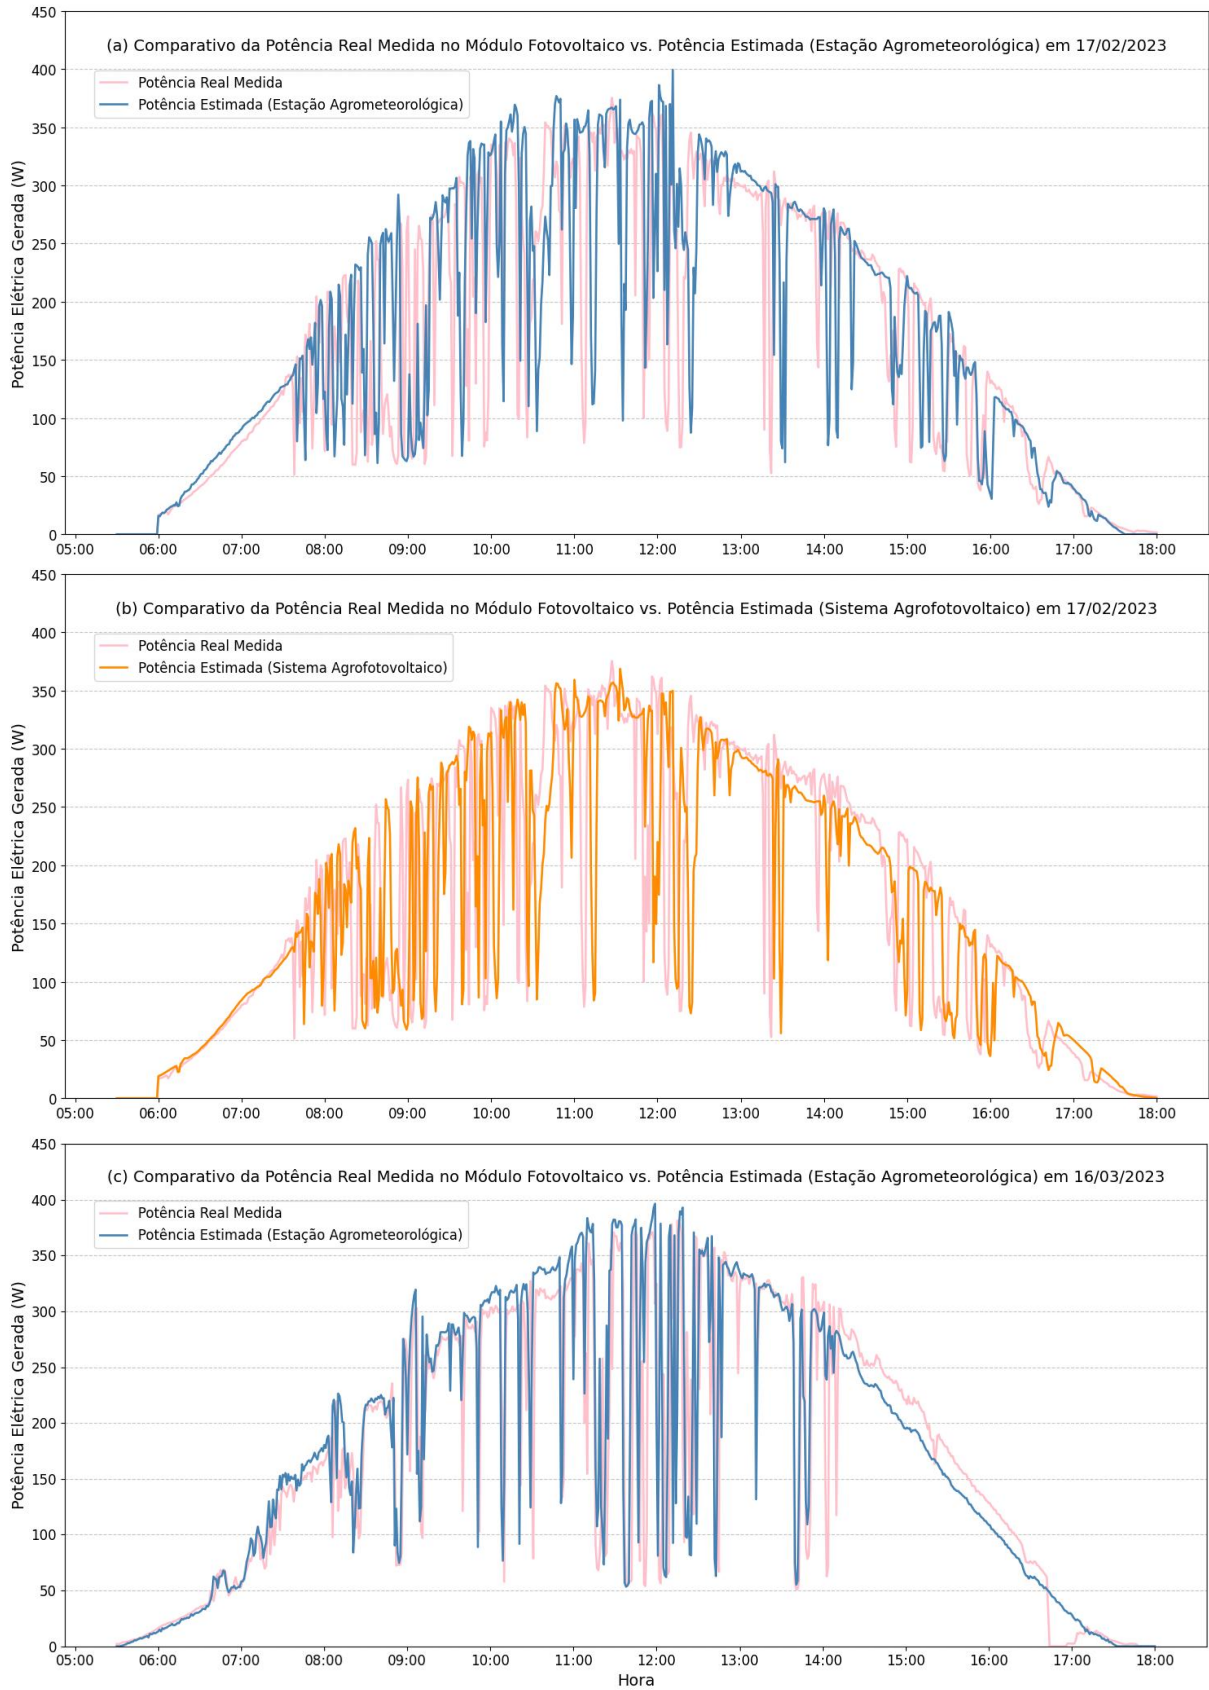 450
(a) Comparativo da Potência Real Medida no Módulo Fotovoltaico vs. Potência Estimada (Estação Agrometeorológica) em 17/02/2023
400
Potência Real Medida
Potência Estimada (Estação Agrometeorológica)
350
300
250
200
150
100
50
0
Potência Elétrica Gerada (W)
05:00 06:00 07:00 08:00 09:00 10:00 11:00 12:00 13:00 14:00 15:00 16:00 17:00 18:00
450
(b) Comparativo da Potência Real Medida no Módulo Fotovoltaico vs. Potência Estimada (Sistema Agrofotovoltaico) em 17/02/2023
400
Potência Real Medida
Potência Estimada (Sistema Agrofotovoltaico)
350
300
250
200
150
100
50
0
Potência Elétrica Gerada (W)
05:00 06:00 07:00 08:00 09:00 10:00 11:00 12:00 13:00 14:00 15:00 16:00 17:00 18:00
450
(c) Comparativo da Potência Real Medida no Módulo Fotovoltaico vs. Potência Estimada (Estação Agrometeorológica) em 16/03/2023
400
Potência Real Medida
Potência Estimada (Estação Agrometeorológica)
350
300
250
200
150
100
50
0
Potência Elétrica Gerada (W)
05:00 06:00 07:00 08:00 09:00 10:00 11:00 12:00 13:00 14:00 15:00 16:00 17:00 18:00
Hora